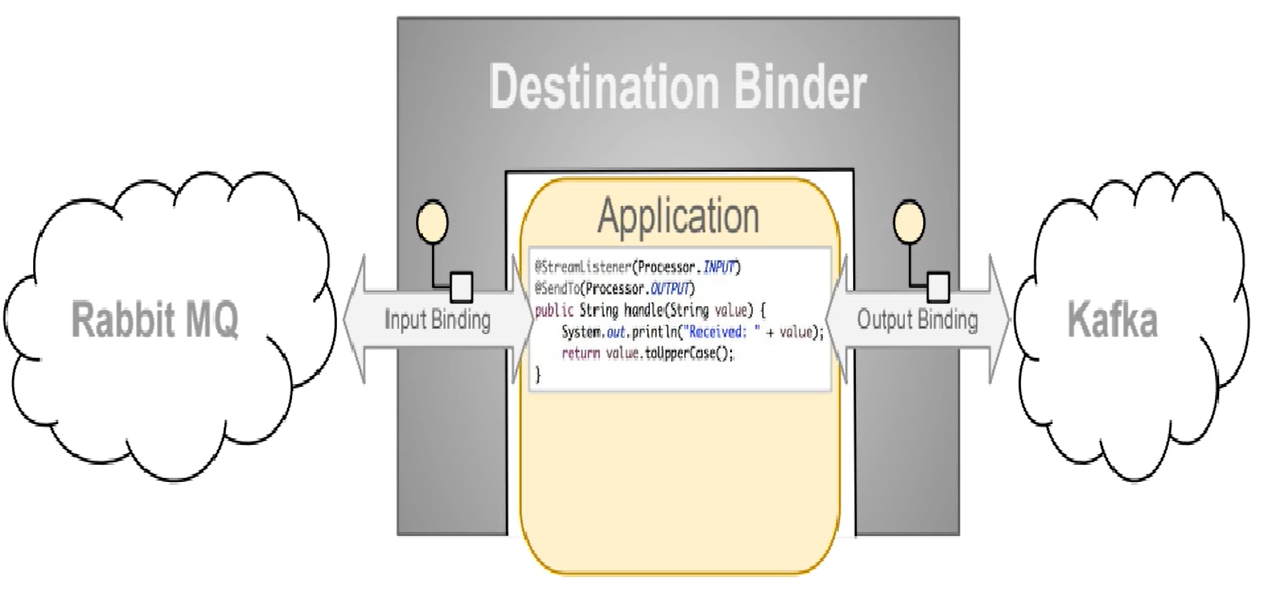 Destination Binder
Application
@StreamListener(Processor.INPUT)
@SendTo(Processor.OUTPUT)
public String handle(String value) {
System.out.println("Received: " + value);
return value.toUpperCase();
}
Rabbit MQ
Input Binding
Output Binding
Kafka